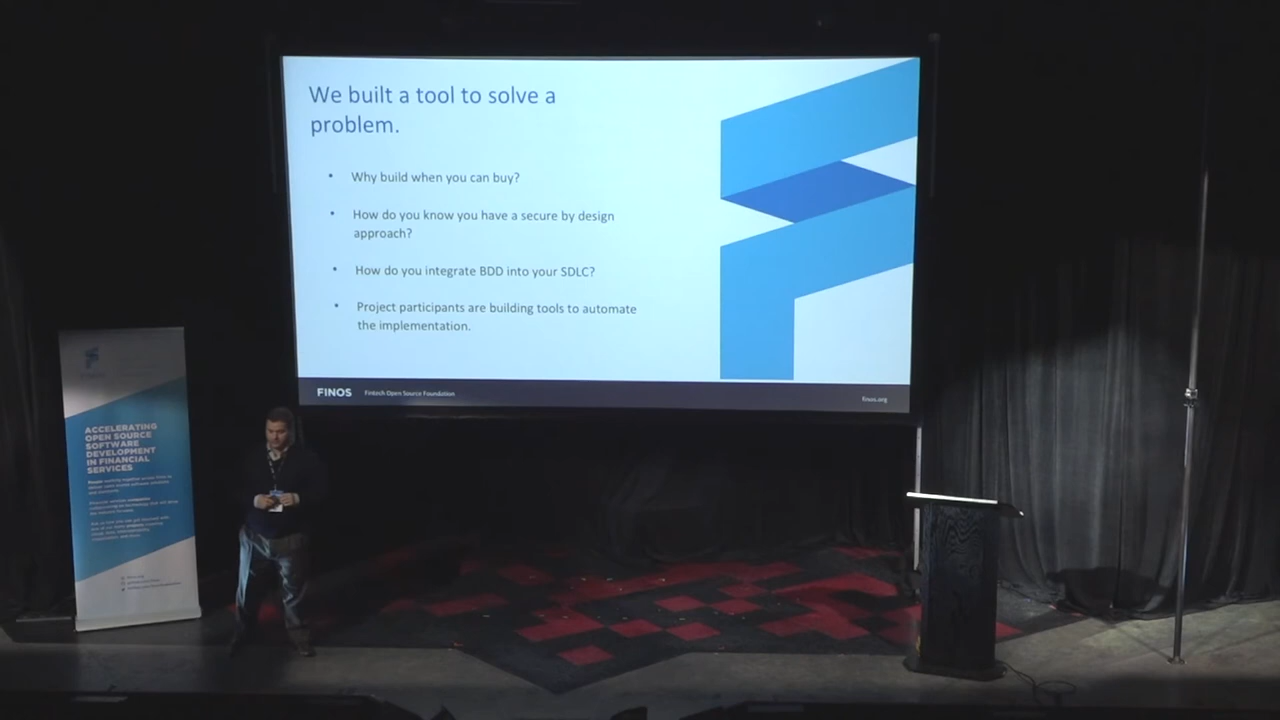 We built a tool to solve a
problem.
• Why build when you can buy?
• How do you know you have a secure by design
approach?
• How do you integrate BDD into your SDLC?
• Project participants are building tools to automate
the implementation.
FINOS Fintech Open Source Foundation finos.org
ACCELERATING
OPEN SOURCE
SOFTWARE
DEVELOPMENT
IN FINANCIAL
SERVICES